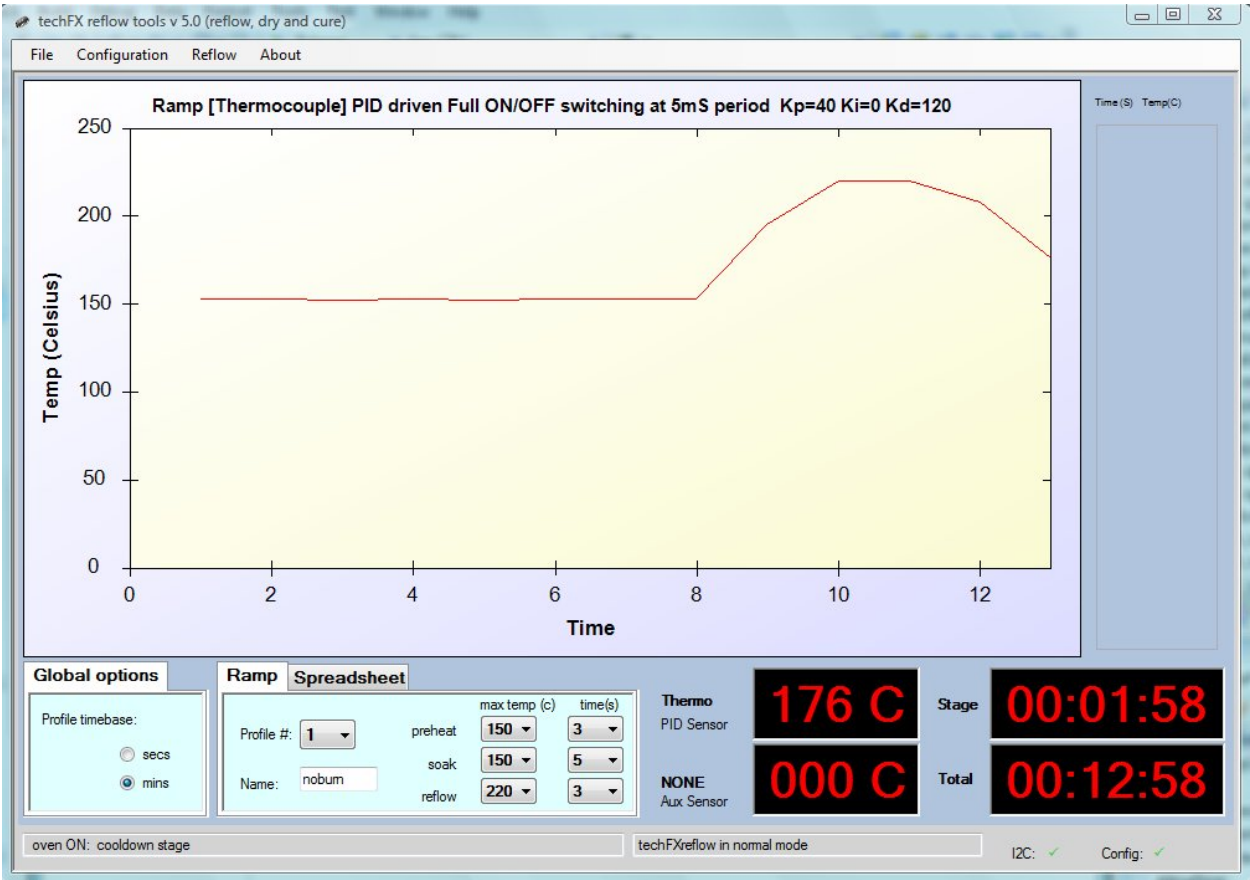 techFX reflow tools v 5.0 (reflow, dry and cure)
File Configuration Reflow About
Ramp [Thermocouple] PID driven Full ON/OFF switching at 5mS period Kp=40 Ki=0 Kd=120
Time (S) Temp(C)
250
200
150
100
50
0
Temp (Celsius)
0 2 4 6 8 10 12
Time
Global options
Profile timebase:
secs
mins
Ramp Spreadsheet
max temp (c) time(s)
Profile #: 1
preheat 150 3
soak 150 5
Name: noburn
reflow 220 3
Thermo
PID Sensor
176 C
Stage 00:01:58
NONE
Aux Sensor
000 C
Total 00:12:58
oven ON: cooldown stage
techFXreflow in normal mode
I2C: ✓ Config: ✓